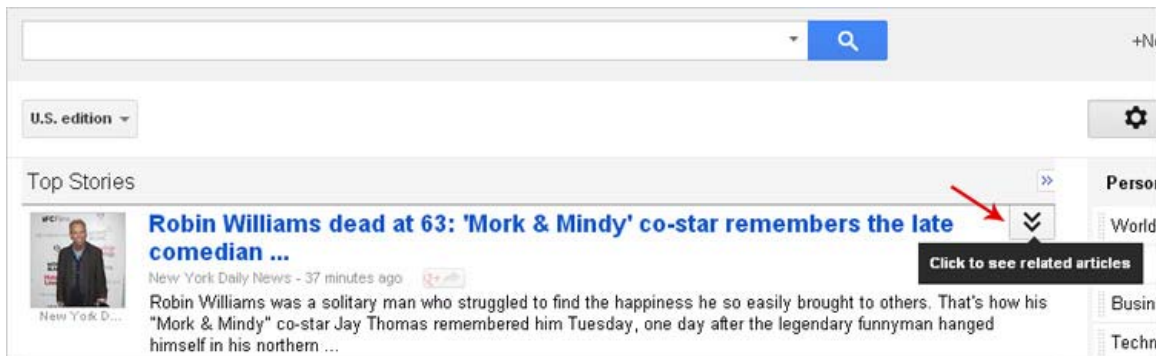 +Ne
U.S. edition
Top Stories
»
Person
Robin Williams dead at 63: 'Mork & Mindy' co-star remembers the late
comedian ...
World
Click to see related articles
New York Daily News - 37 minutes ago
Robin Williams was a solitary man who struggled to find the happiness he so easily brought to others. That's how his
"Mork & Mindy" co-star Jay Thomas remembered him Tuesday, one day after the legendary funnyman hanged
himself in his northern ...
New York D...
Busin
Techn